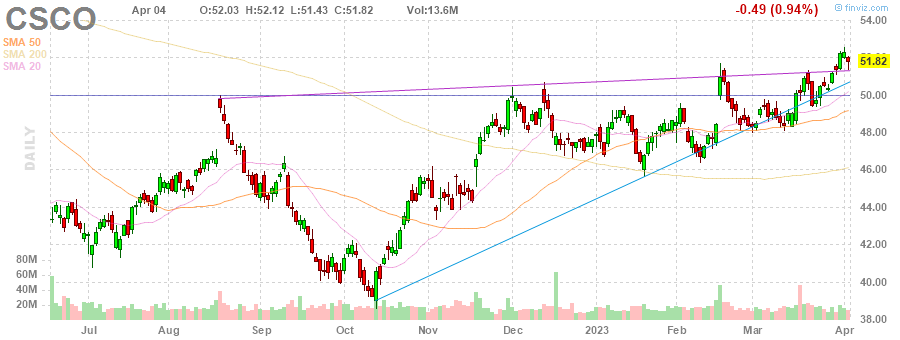 CSCO Apr 04 O:52.03 H:52.12 L:51.43 C:51.82 Vol:13.6M -0.49 (0.94%) © finviz.com
SMA 50
SMA 200
SMA 20
DAILY
54.00
52.00
51.82
50.00
48.00
46.00
44.00
42.00
40.00
38.00
80M
60M
40M
20M
Jul Aug Sep Oct Nov Dec 2023 Feb Mar Apr